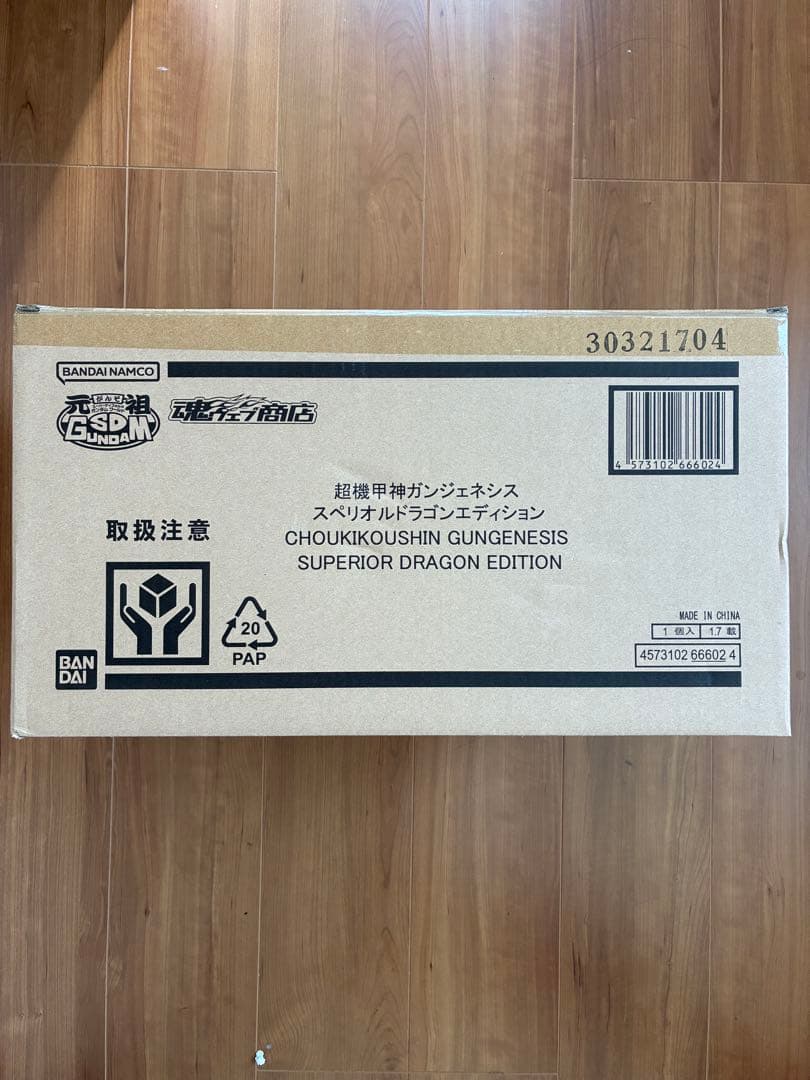 30321704
BANDAI NAMCO
がんそ
元祖
SD
GUNDAM
魂ウェブ商店
4 573102 666024
超機甲神ガンジェネシス
スペリオルドラゴンエディション
CHOUKIKOUSHIN GUNGENESIS
SUPERIOR DRAGON EDITION
取扱注意
20
PAP
MADE IN CHINA
1 個入 1.7 載
4573102 66602 4
BAN
DAI